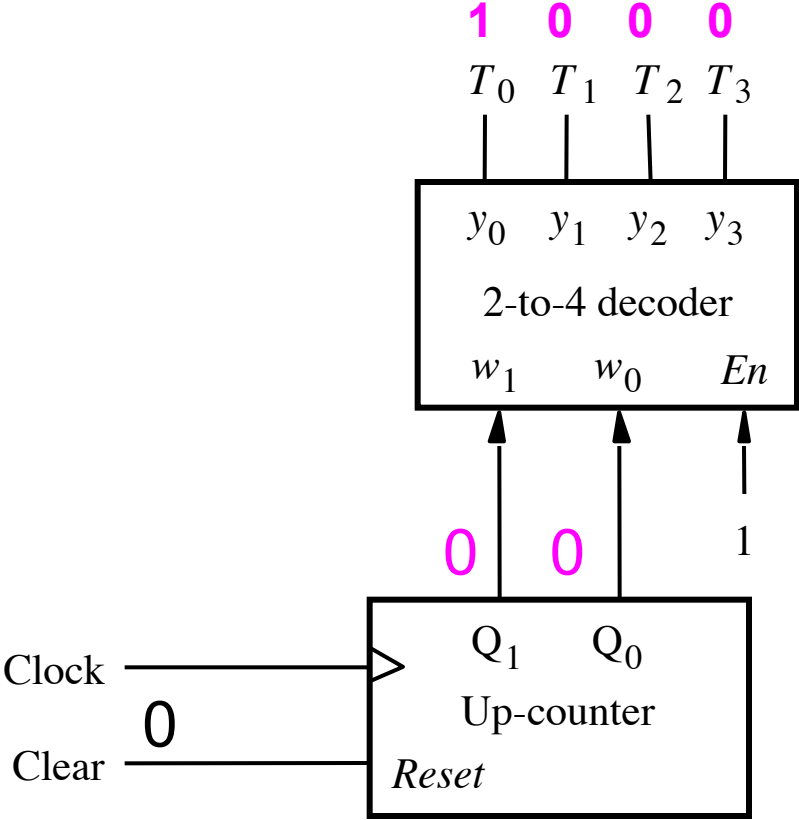 1 0 0 0
T0 T1 T2 T3
y0 y1 y2 y3
2-to-4 decoder
w1 w0 En
0 0 1
Q1 Q0
Clock
Up-counter
0
Clear
Reset